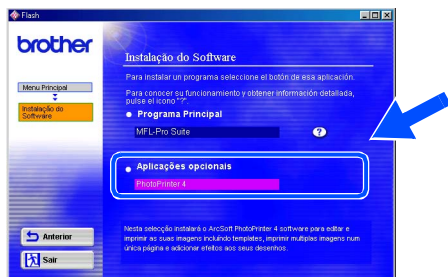 Flash
brother
Instalação do Software
Para instalar un programa seleccione el botón de esa aplicación.
Para conocer su funcionamiento y obtener información detallada,
pulse el icono "?".
Menu Principal
Instalação do
Software
Programa Principal
MFL-Pro Suite
?
Aplicações opcionais
PhotoPrinter 4
Nesta selecção instalará o ArcSoft PhotoPrinter 4 software para editar e
imprimir as suas imagens incluíndo templates, imprimir multiplas imagens num
única página e adicionar efeitos aos seus desenhos.
Anterior
Sair